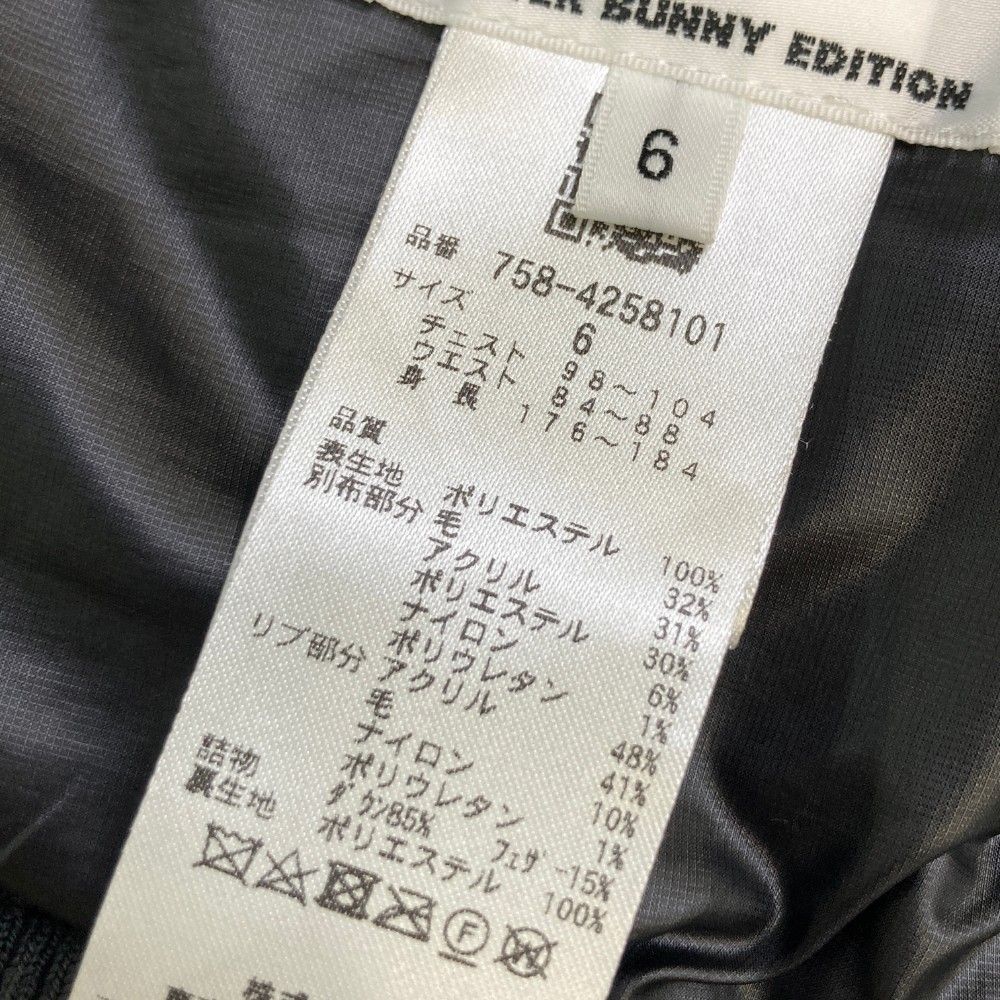 BUNNY EDITION
6
品番 758-4258101
サイズ 6
チェスト 98～104
ウエスト 84～88
身長 176～184
品質
表生地 ポリエステル 100%
別布部分 毛 32%
アクリル 31%
ポリエステル 30%
ナイロン 6%
ポリウレタン 1%
リブ部分 アクリル 48%
毛 41%
ナイロン 10%
ポリウレタン 1%
詰物 ダウン85% フェザー15%
裏生地 ポリエステル 100%
F
W